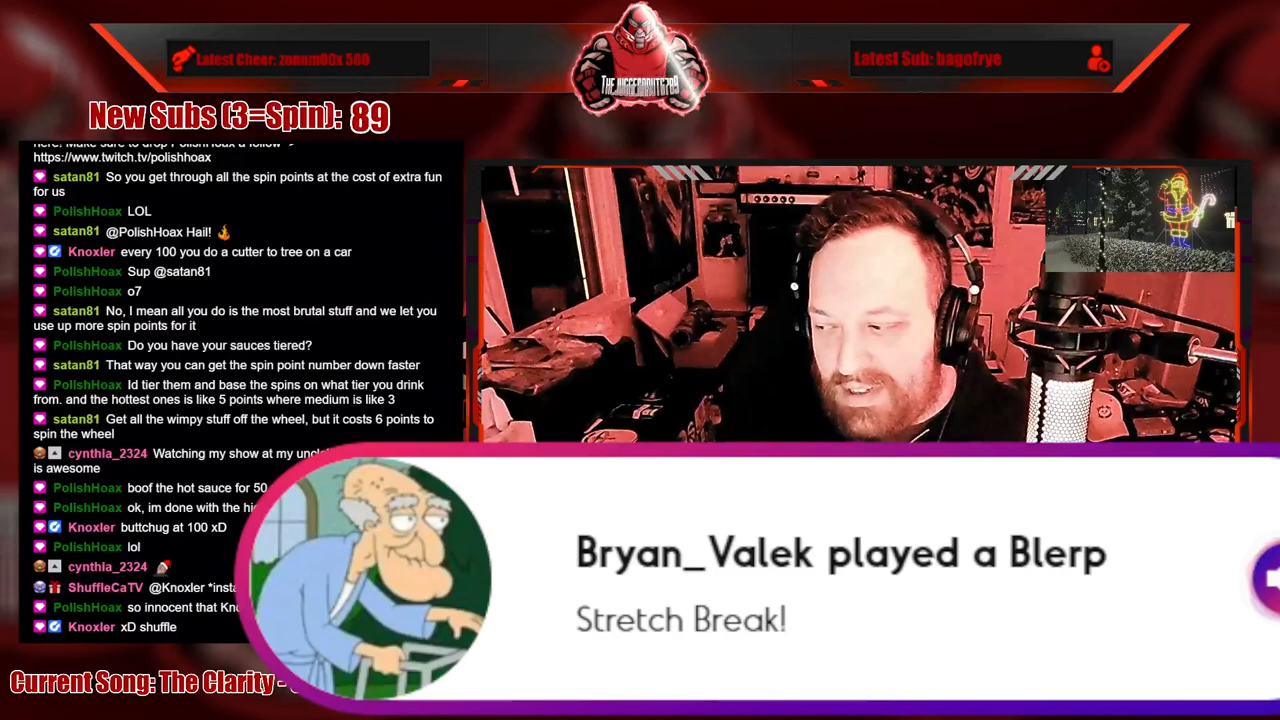 Latest Cheer: zonum00x 500
THEJUGGERNAUT6789
Latest Sub: bagofrye
New Subs (3=Spin): 89
here! Make sure to drop PolishHoax a follow ->
https://www.twitch.tv/polishhoax
satan81 So you get through all the spin points at the cost of extra fun
for us
PolishHoax LOL
satan81 @PolishHoax Hail!
Knoxler every 100 you do a cutter to tree on a car
PolishHoax Sup @satan81
PolishHoax o7
satan81 No, I mean all you do is the most brutal stuff and we let you
use up more spin points for it
PolishHoax Do you have your sauces tiered?
satan81 That way you can get the spin point number down faster
PolishHoax Id tier them and base the spins on what tier you drink
from. and the hottest ones is like 5 points where medium is like 3
satan81 Get all the wimpy stuff off the wheel, but it costs 6 points to
spin the wheel
cynthia_2324 Watching my show at my
is awesome
PolishHoax boof the hot sauce for 50
PolishHoax ok, im done with the
Knoxler buttchug at 100 xD
PolishHoax lol
cynthia_2324
ShuffleCaTV @Knoxler
PolishHoax so innocent that
Knoxler xD shuffle
Bryan_Valek played a Blerp
Stretch Break!
Current Song: The Clarity -